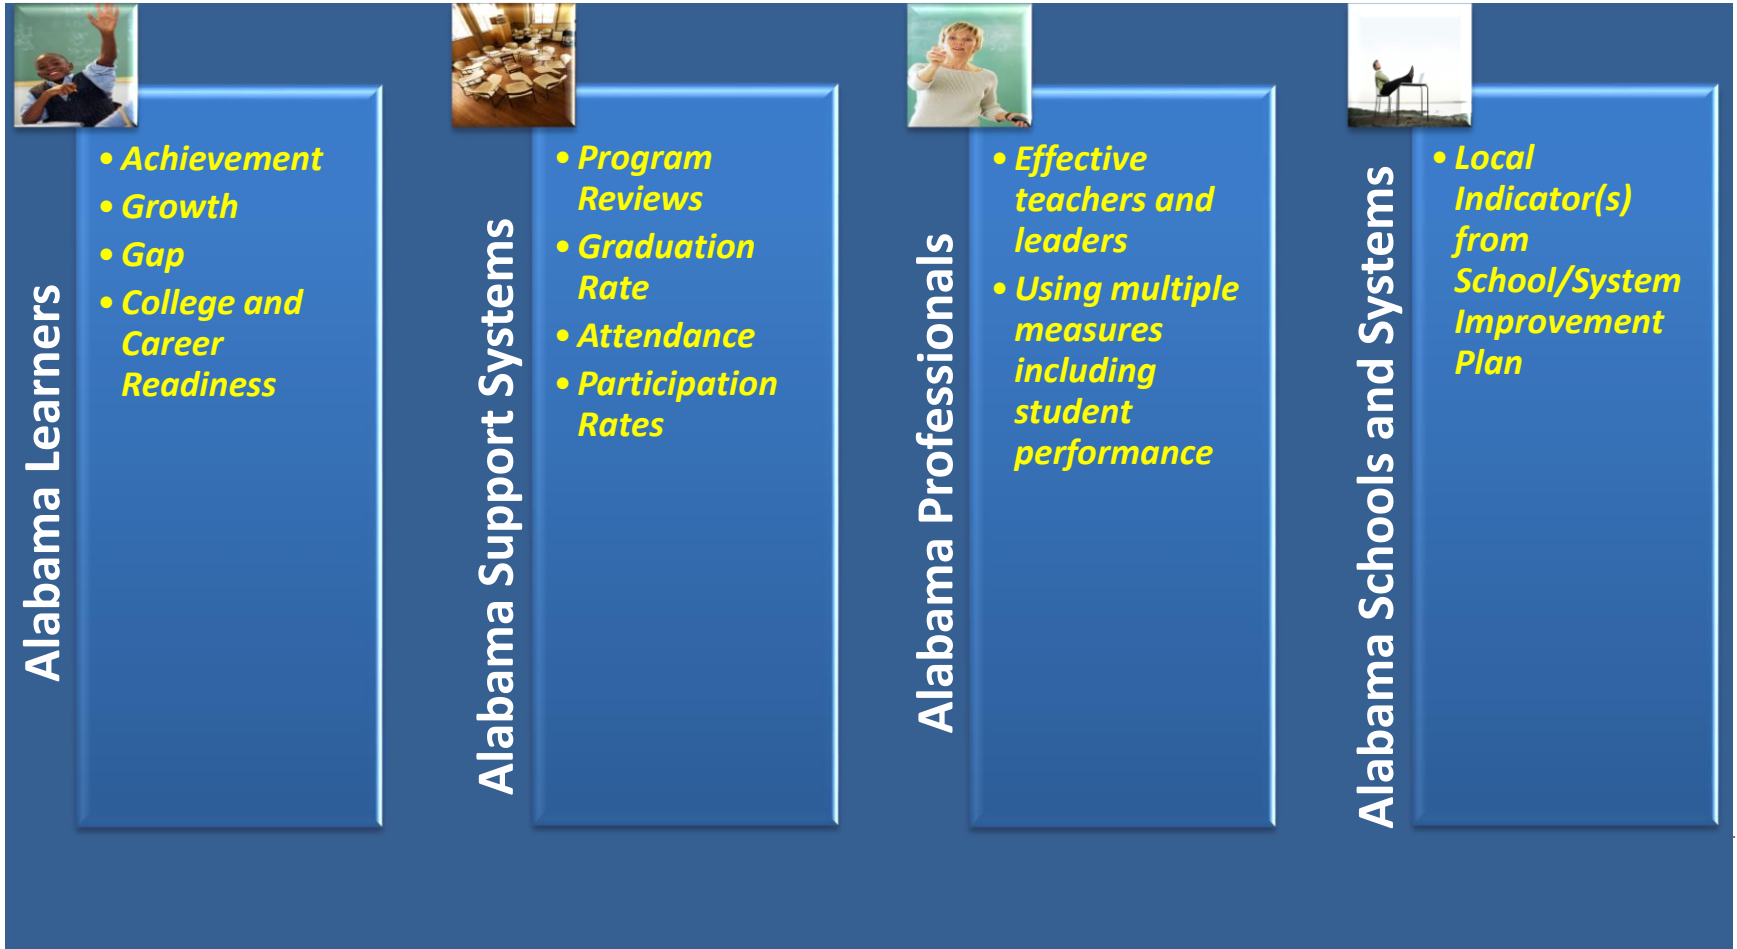 Alabama Learners
• Achievement
• Growth
• Gap
• College and
Career
Readiness
Alabama Support Systems
• Program
Reviews
• Graduation
Rate
• Attendance
• Participation
Rates
Alabama Professionals
• Effective
teachers and
leaders
• Using multiple
measures
including
student
performance
Alabama Schools and Systems
• Local
Indicator(s)
from
School/System
Improvement
Plan